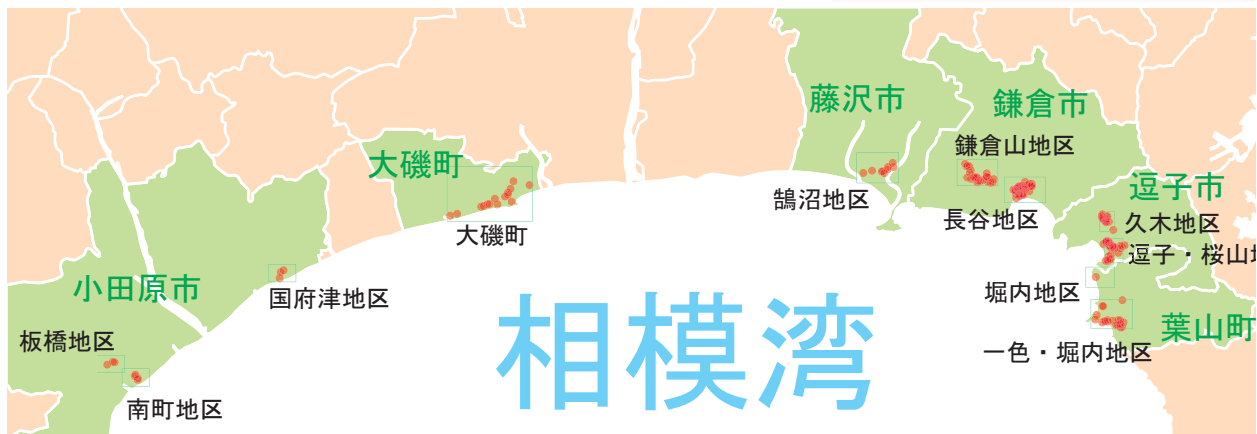 藤沢市
鎌倉市
鎌倉山地区
大磯町
逗子市
鵠沼地区
長谷地区
久木地区
大磯町
逗子・桜山地
小田原市
国府津地区
堀内地区
相模湾
葉山町
板橋地区
一色・堀内地区
南町地区